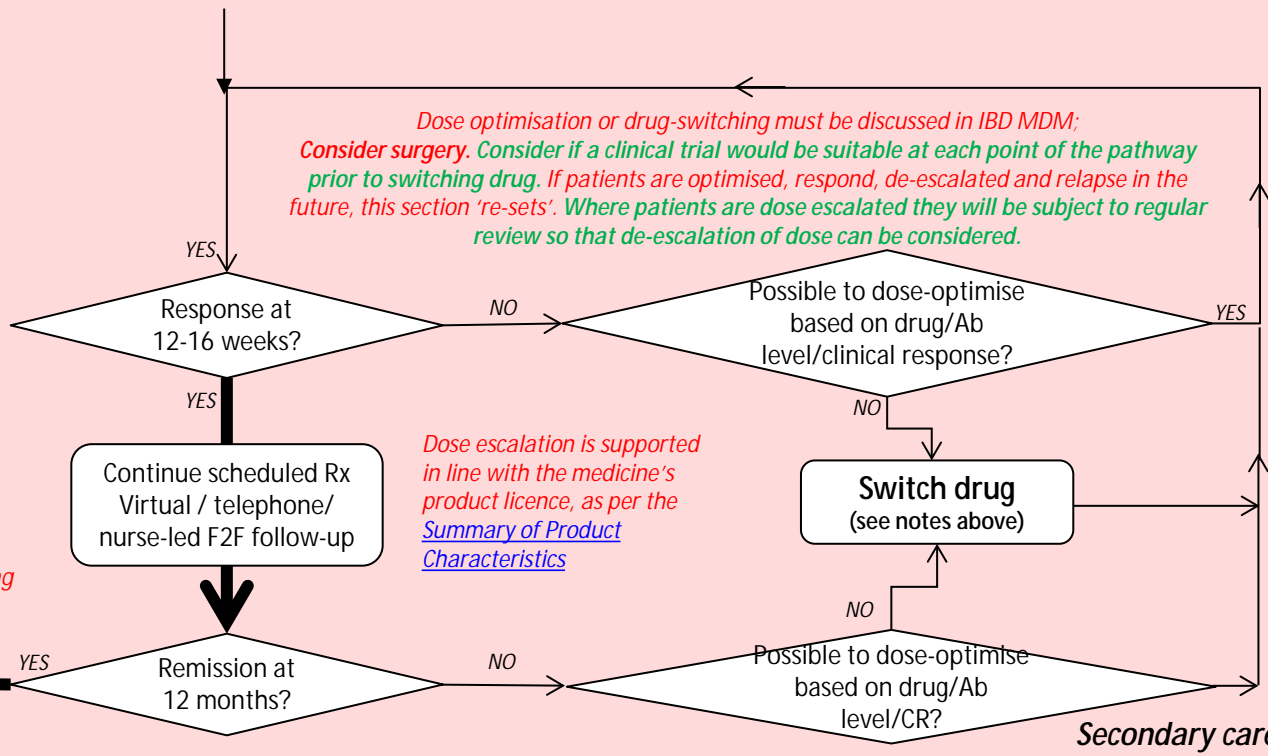 Dose optimisation or drug-switching must be discussed in IBD MDM;
Consider surgery. Consider if a clinical trial would be suitable at each point of the pathway
prior to switching drug. If patients are optimised, respond, de-escalated and relapse in the
future, this section 're-sets'. Where patients are dose escalated they will be subject to regular
review so that de-escalation of dose can be considered.
YES
Response at
12-16 weeks?
NO
Possible to dose-optimise
based on drug/Ab
level/clinical response?
YES
YES
NO
Continue scheduled Rx
Virtual / telephone/
nurse-led F2F follow-up
Dose escalation is supported
in line with the medicine's
product licence, as per the
Summary of Product
Characteristics
Switch drug
(see notes above)
NO
YES
Remission at
12 months?
NO
Possible to dose-optimise
based on drug/Ab
level/CR?
Secondary care